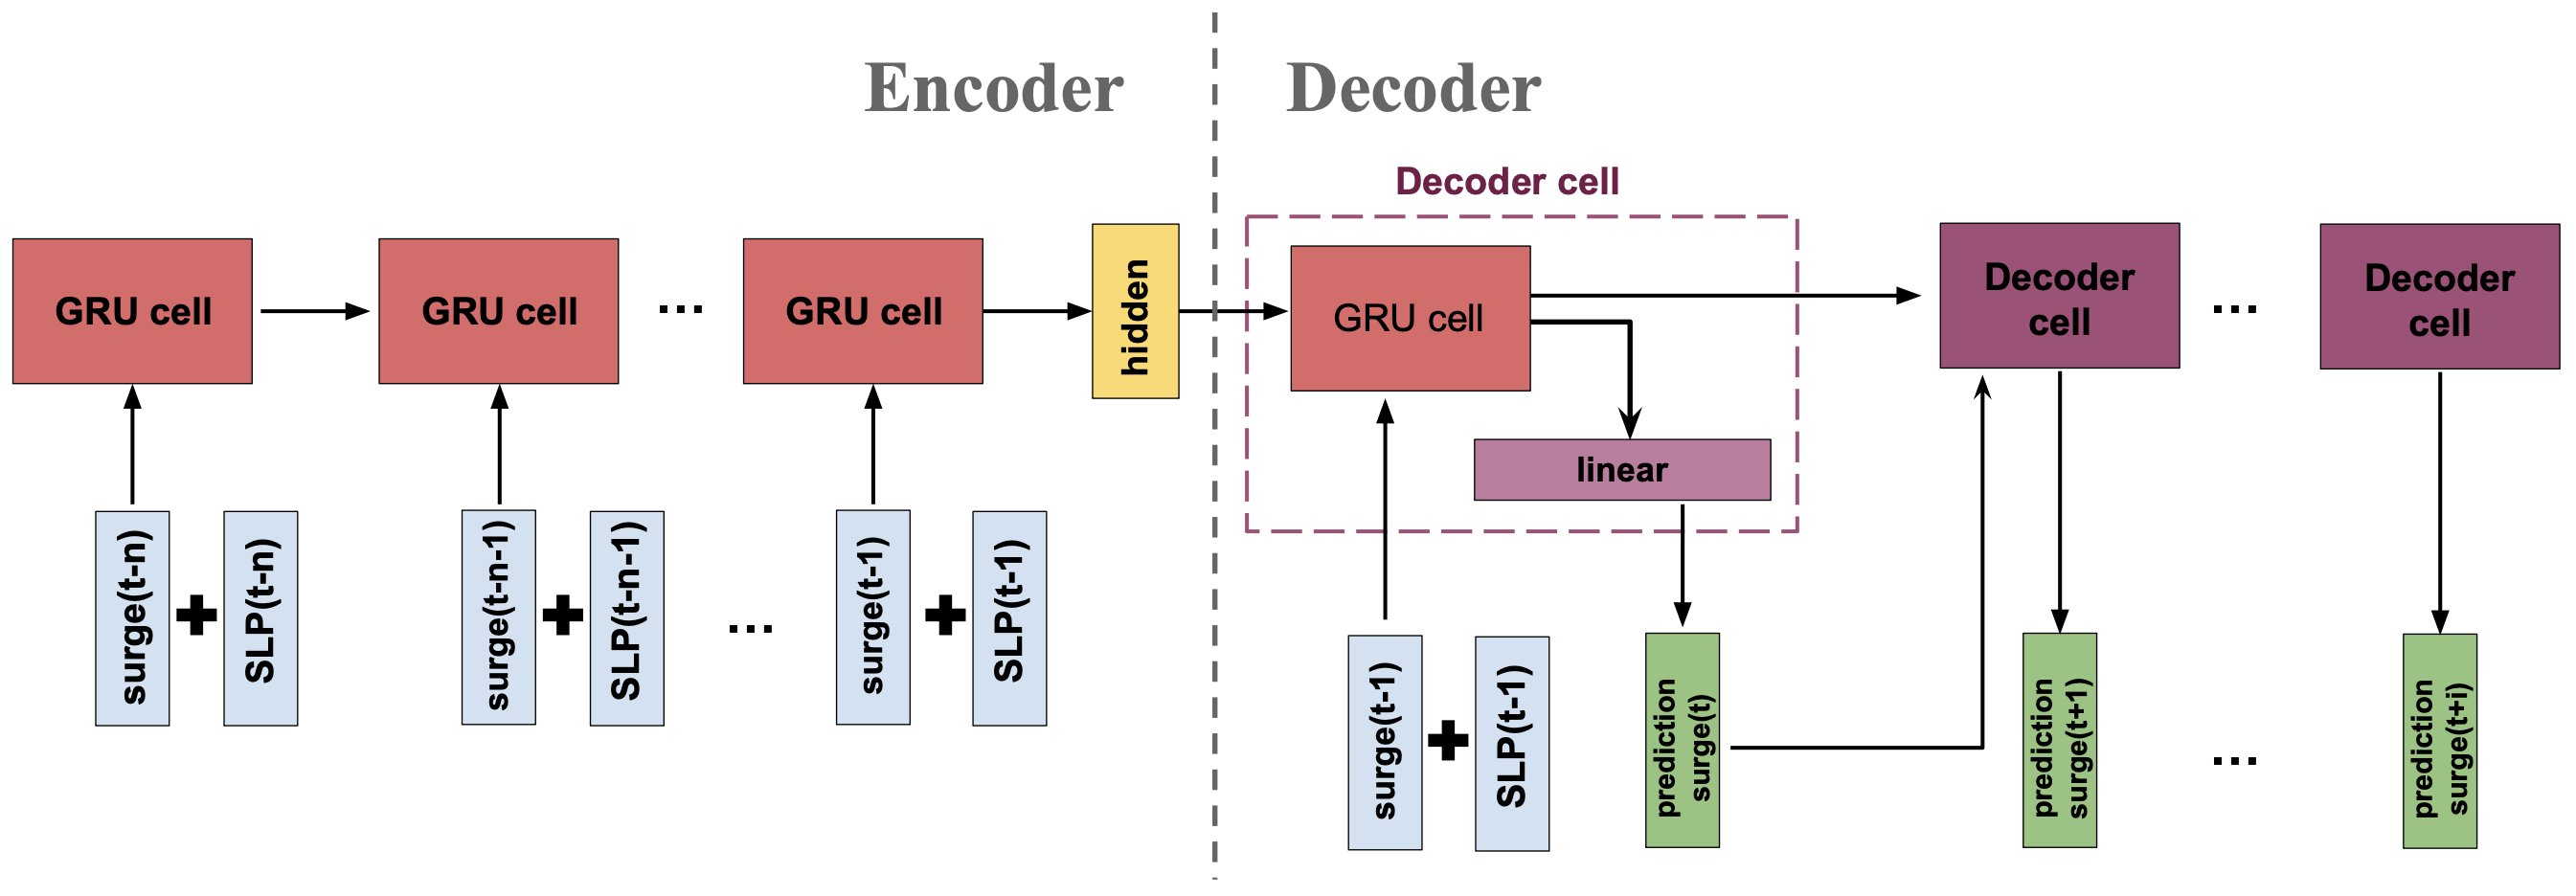 Encoder
Decoder
Decoder cell
GRU cell
GRU cell
...
GRU cell
hidden
GRU cell
linear
Decoder
cell
...
Decoder
cell
surge(t-n)
+
SLP(t-n)
surge(t-n-1)
+
SLP(t-n-1)
...
surge(t-1)
+
SLP(t-1)
surge(t-1)
+
SLP(t-1)
prediction
surge(t)
prediction
surge(t+1)
...
prediction
surge(t+i)